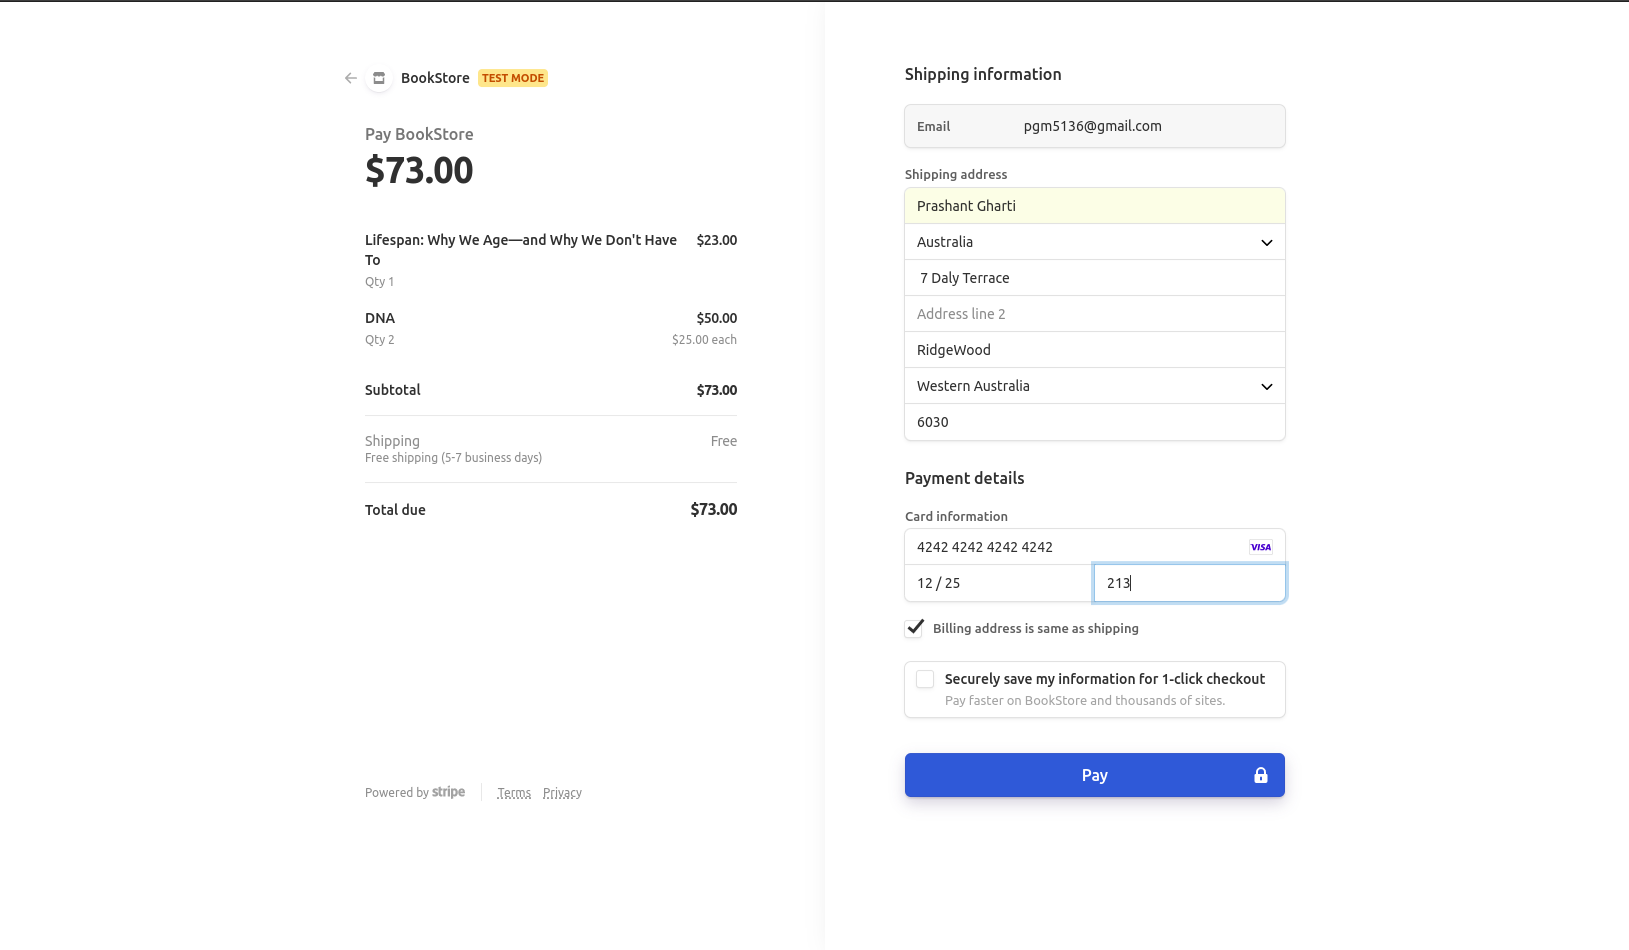 BookStore TEST MODE
Pay BookStore
$73.00
Lifespan: Why We Age—and Why We Don't Have $23.00
To
Qty 1
DNA $50.00
Qty 2 $25.00 each
Subtotal $73.00
Shipping Free
Free shipping (5-7 business days)
Total due $73.00
Powered by stripe Terms Privacy
Shipping information
Email pgm5136@gmail.com
Shipping address
Prashant Gharti
Australia
7 Daly Terrace
Address line 2
RidgeWood
Western Australia
6030
Payment details
Card information
4242 4242 4242 4242 VISA
12 / 25 213
Billing address is same as shipping
Securely save my information for 1-click checkout
Pay faster on BookStore and thousands of sites.
Pay